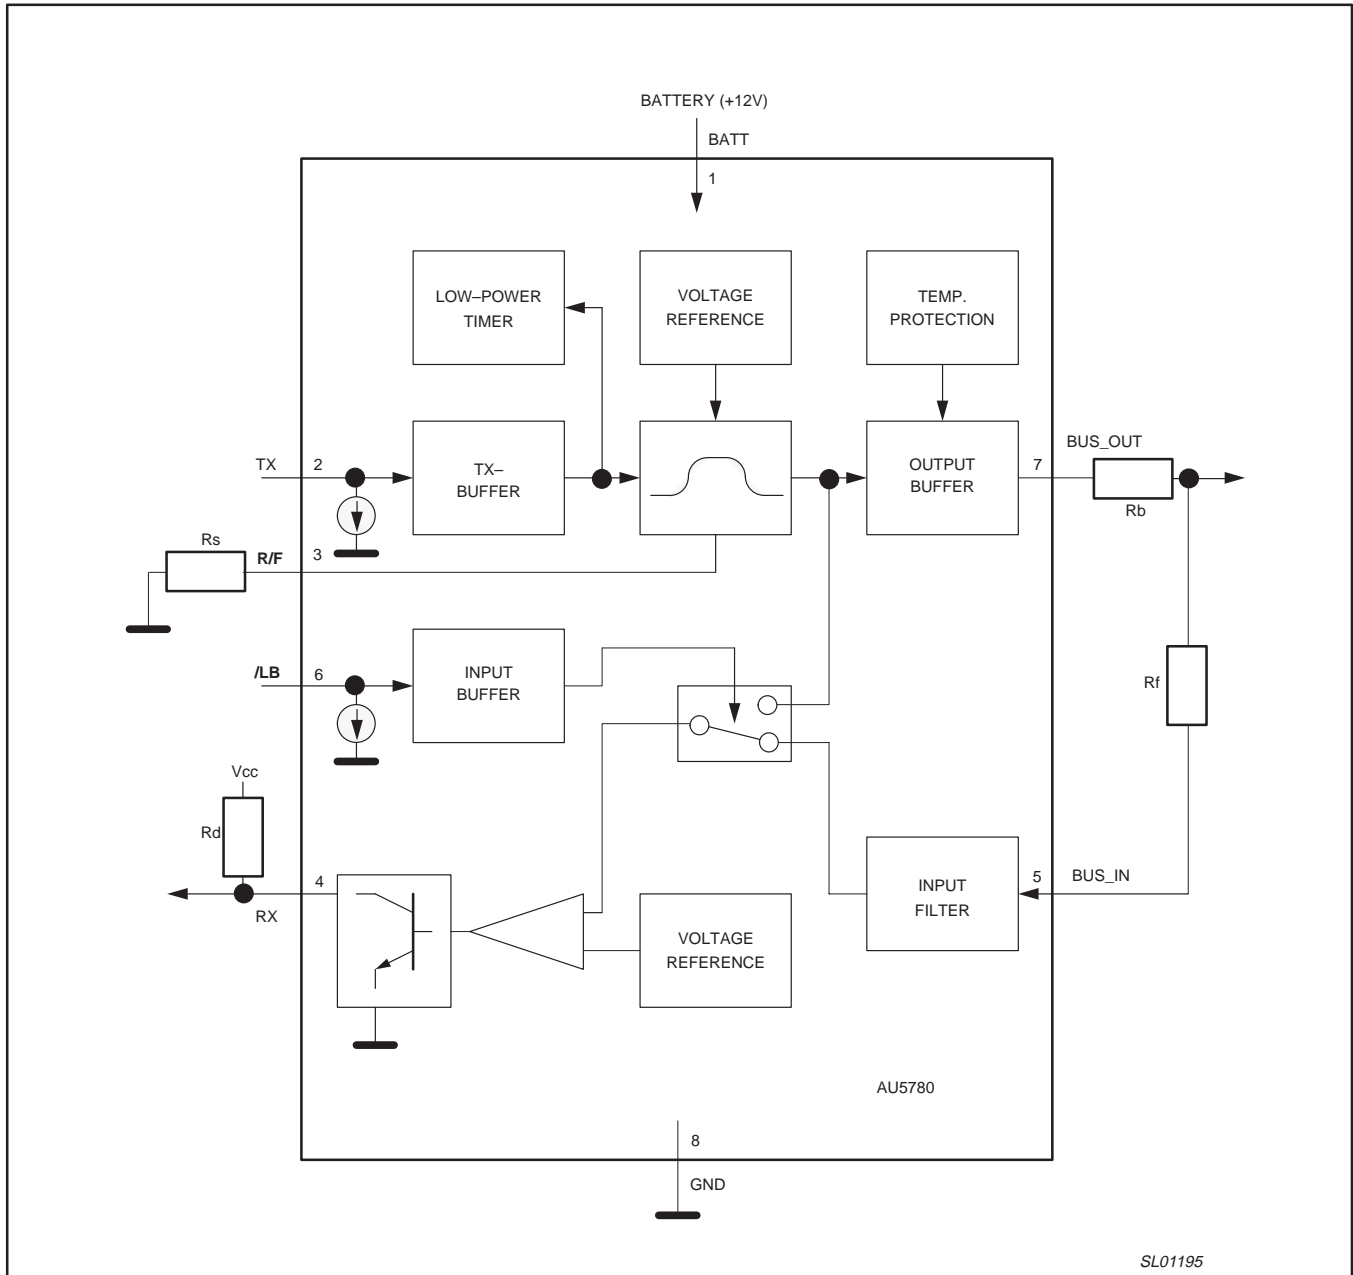 BATTERY (+12V)
BATT
1
LOW–POWER
TIMER
VOLTAGE
REFERENCE
TEMP.
PROTECTION
TX
2
TX–
BUFFER
OUTPUT
BUFFER
7
BUS_OUT
Rb
Rs
R/F
3
/LB
6
INPUT
BUFFER
Rf
Vcc
Rd
4
RX
VOLTAGE
REFERENCE
INPUT
FILTER
5
BUS_IN
AU5780
8
GND
SL01195